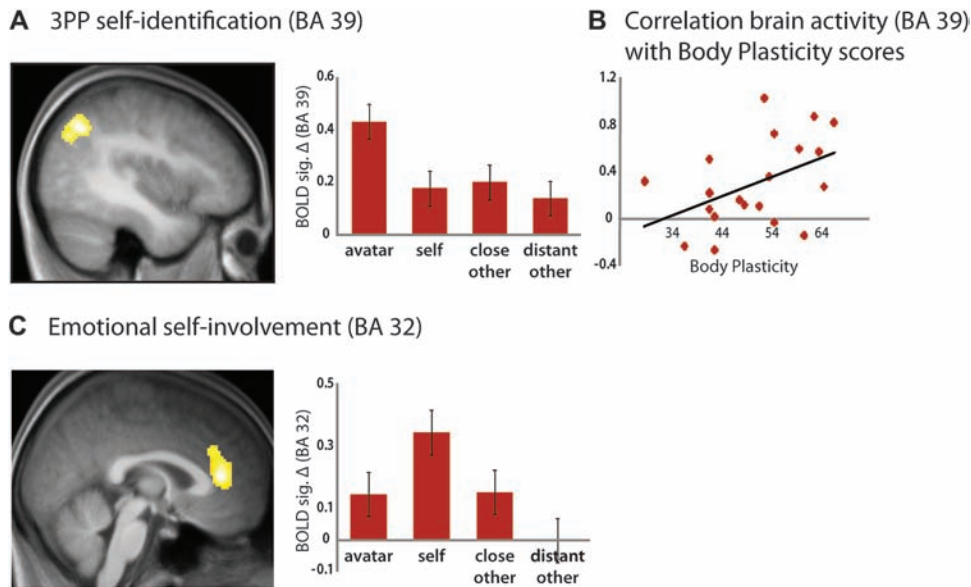 A 3PP self-identification (BA 39)
BOLD sig. Δ (BA 39)
0.6
0.4
0.2
0
avatar self close distant
other other
B Correlation brain activity (BA 39)
with Body Plasticity scores
1.2
0.8
0.4
0
-0.4
34 44 54 64
Body Plasticity
C Emotional self-involvement (BA 32)
BOLD sig. Δ (BA 32)
0.5
0.3
0.1
0
-0.1
avatar self close distant
other other